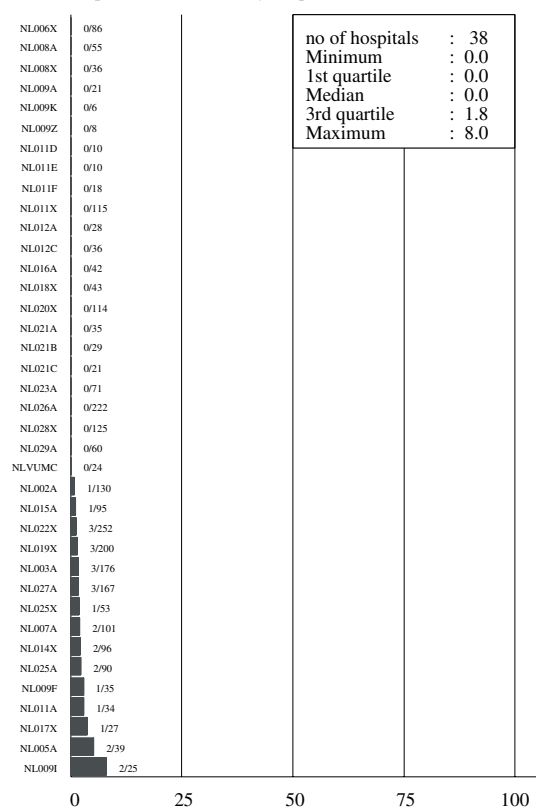 no of hospitals : 38
Minimum : 0.0
1st quartile : 0.0
Median : 0.0
3rd quartile : 1.8
Maximum : 8.0
NL006X 0/86
NL008A 0/55
NL008X 0/36
NL009A 0/21
NL009K 0/6
NL009Z 0/8
NL011D 0/10
NL011E 0/10
NL011F 0/18
NL011X 0/115
NL012A 0/28
NL012C 0/36
NL016A 0/42
NL018X 0/43
NL020X 0/114
NL021A 0/35
NL021B 0/29
NL021C 0/21
NL023A 0/71
NL026A 0/222
NL028X 0/125
NL029A 0/60
NLVUMC 0/24
NL002A 1/130
NL015A 1/95
NL022X 3/252
NL019X 3/200
NL003A 3/176
NL027A 3/167
NL025X 1/53
NL007A 2/101
NL014X 2/96
NL025A 2/90
NL009F 1/35
NL011A 1/34
NL017X 1/27
NL005A 2/39
NL009I 2/25
0 25 50 75 100